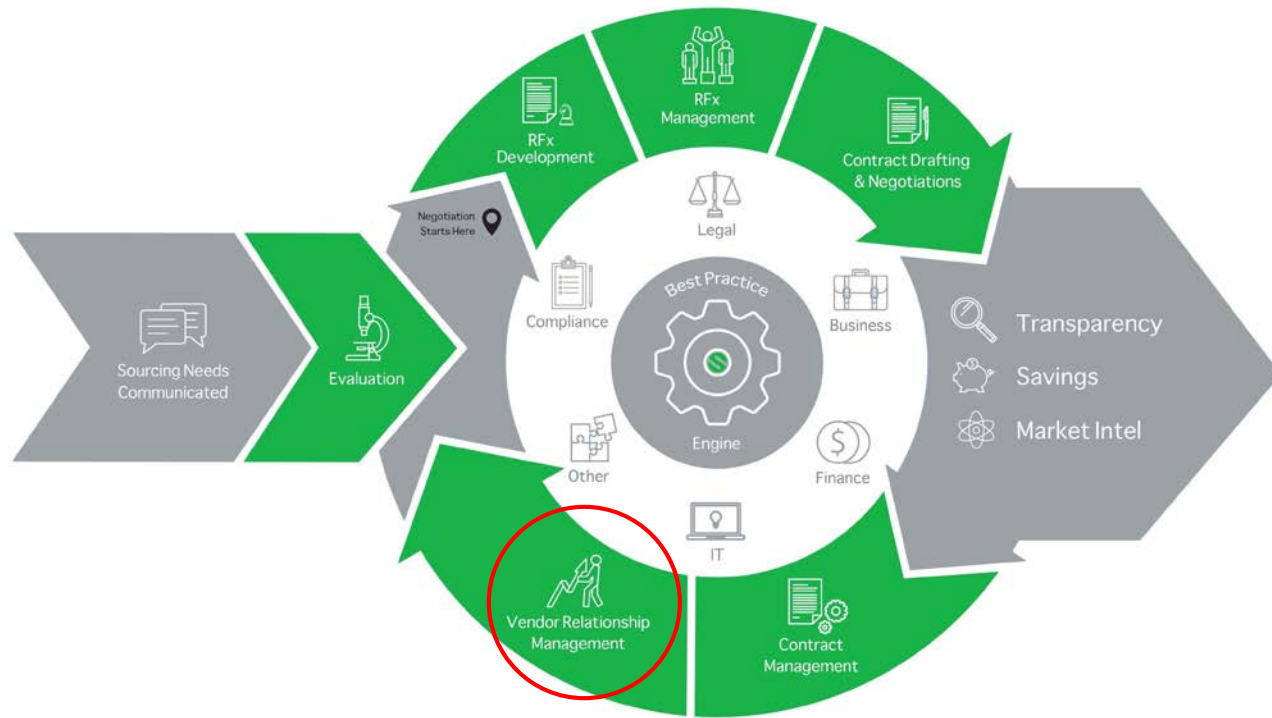 RFx
Management
RFx
Development
Contract Drafting
& Negotiations
Negotiation
Starts Here
Legal
Compliance
Best Practice
Business
Transparency
Sourcing Needs
Communicated
Evaluation
Savings
Market Intel
Engine
Other
Finance
IT
Vendor Relationship
Management
Contract
Management